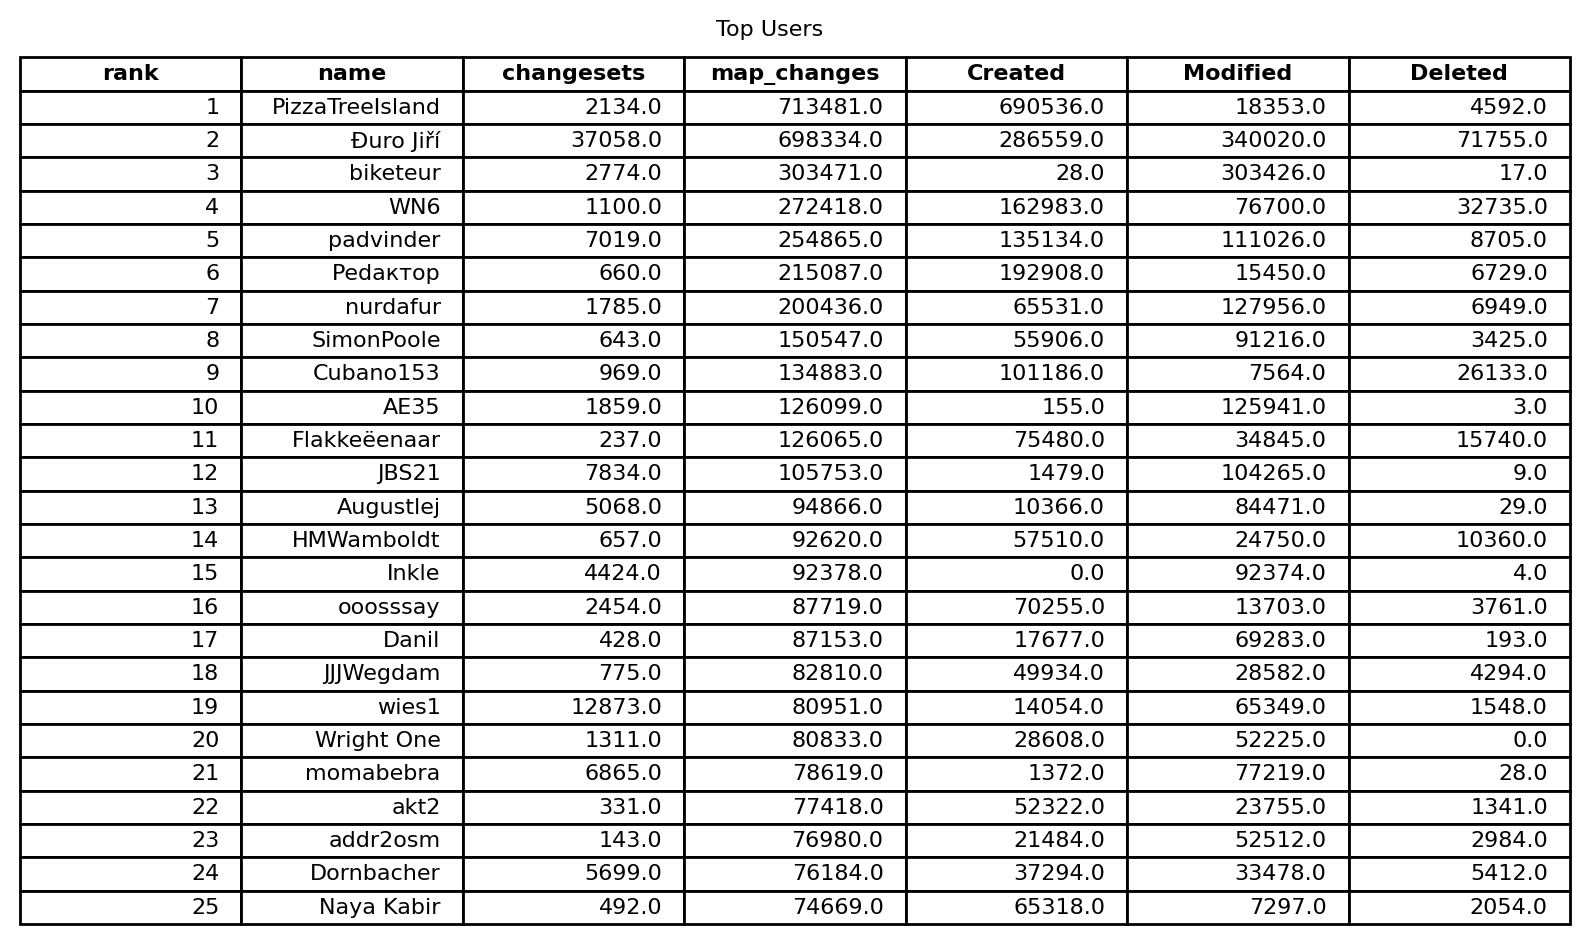 Top Users
rank name changesets map_changes Created Modified Deleted
1 PizzaTreeIsland 2134.0 713481.0 690536.0 18353.0 4592.0
2 Đuro Jiří 37058.0 698334.0 286559.0 340020.0 71755.0
3 biketeur 2774.0 303471.0 28.0 303426.0 17.0
4 WN6 1100.0 272418.0 162983.0 76700.0 32735.0
5 padvinder 7019.0 254865.0 135134.0 111026.0 8705.0
6 Редактор 660.0 215087.0 192908.0 15450.0 6729.0
7 nurdafur 1785.0 200436.0 65531.0 127956.0 6949.0
8 SimonPoole 643.0 150547.0 55906.0 91216.0 3425.0
9 Cubano153 969.0 134883.0 101186.0 7564.0 26133.0
10 AE35 1859.0 126099.0 155.0 125941.0 3.0
11 Flakkeëenaar 237.0 126065.0 75480.0 34845.0 15740.0
12 JBS21 7834.0 105753.0 1479.0 104265.0 9.0
13 Augustlej 5068.0 94866.0 10366.0 84471.0 29.0
14 HMWamboldt 657.0 92620.0 57510.0 24750.0 10360.0
15 Inkle 4424.0 92378.0 0.0 92374.0 4.0
16 ooosssay 2454.0 87719.0 70255.0 13703.0 3761.0
17 Danil 428.0 87153.0 17677.0 69283.0 193.0
18 JJJWegdam 775.0 82810.0 49934.0 28582.0 4294.0
19 wies1 12873.0 80951.0 14054.0 65349.0 1548.0
20 Wright One 1311.0 80833.0 28608.0 52225.0 0.0
21 momabebra 6865.0 78619.0 1372.0 77219.0 28.0
22 akt2 331.0 77418.0 52322.0 23755.0 1341.0
23 addr2osm 143.0 76980.0 21484.0 52512.0 2984.0
24 Dornbacher 5699.0 76184.0 37294.0 33478.0 5412.0
25 Naya Kabir 492.0 74669.0 65318.0 7297.0 2054.0